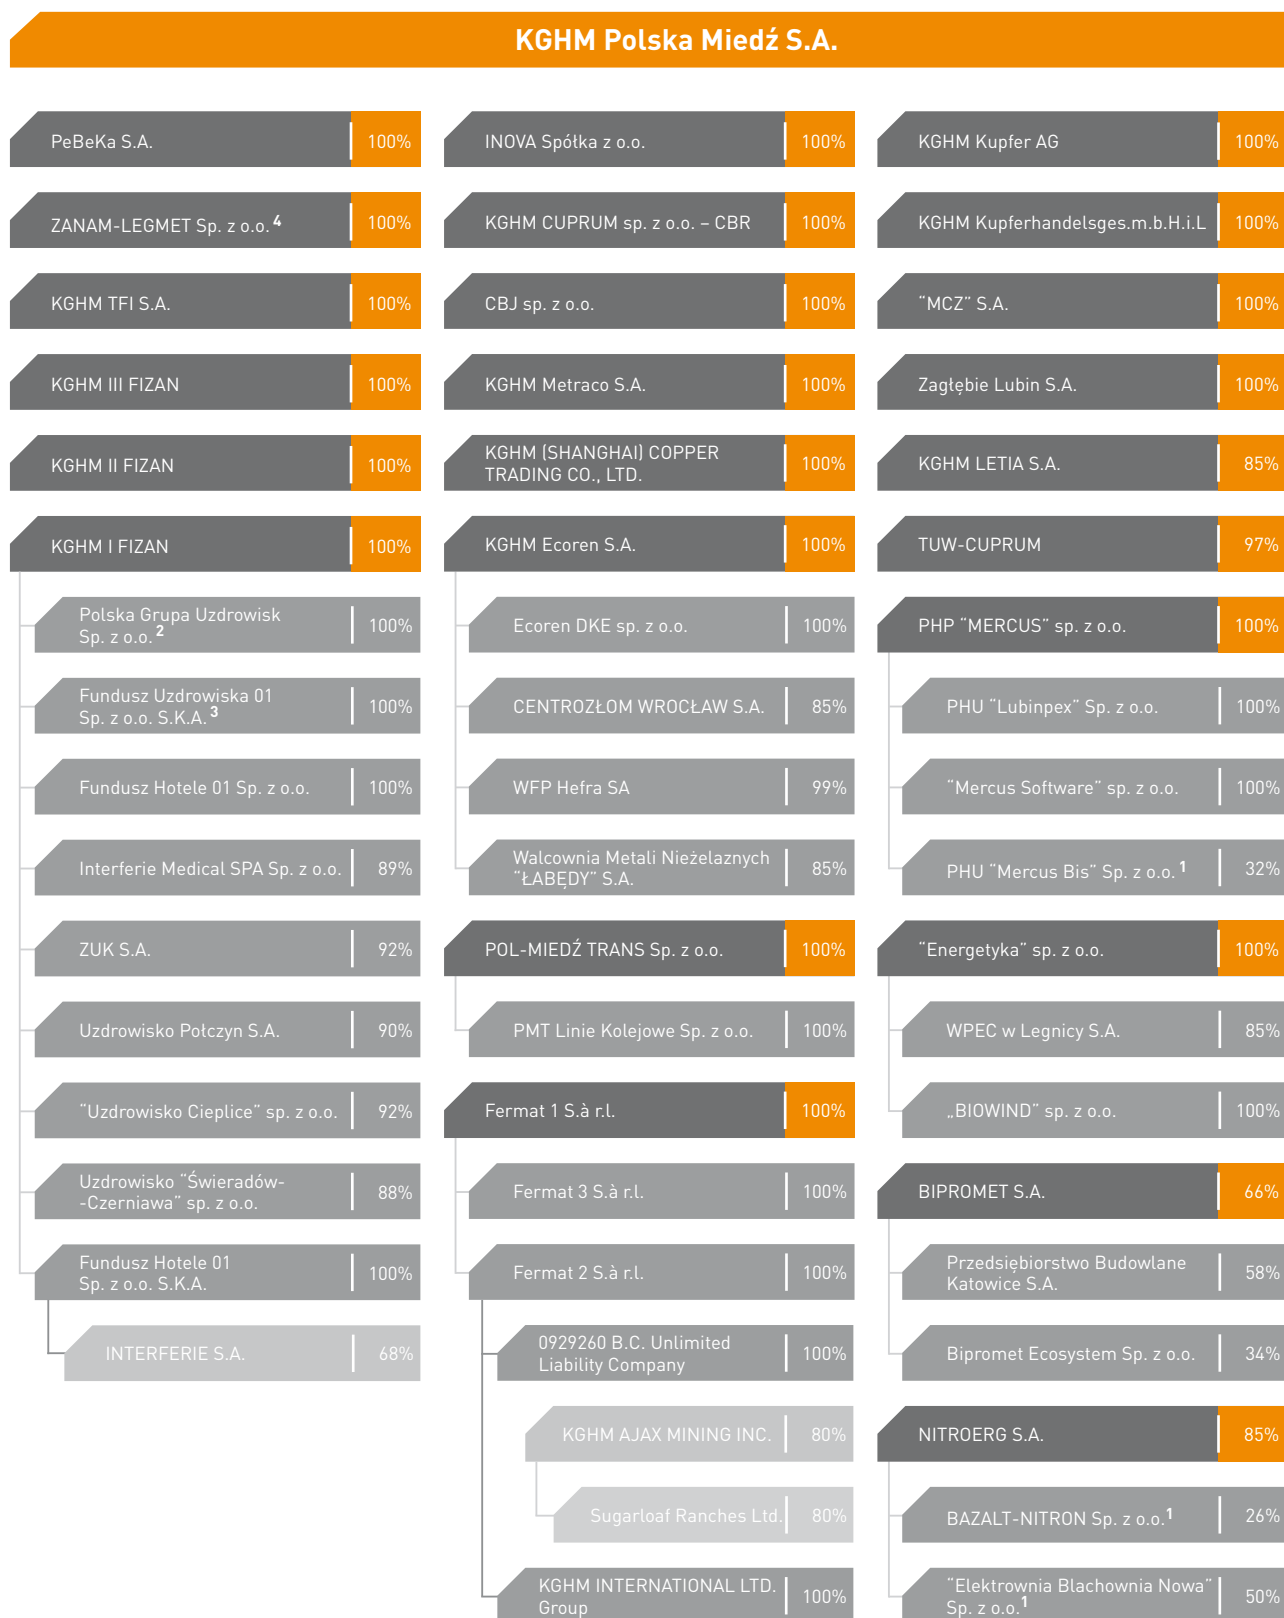 KGHM Polska Miedź S.A.
PeBeKa S.A. 100%
ZANAM-LEGMET Sp. z o.o. 4 100%
KGHM TFI S.A. 100%
KGHM III FIZAN 100%
KGHM II FIZAN 100%
KGHM I FIZAN 100%
Polska Grupa Uzdrowisk
Sp. z o.o. 2 100%
Fundusz Uzdrowiska 01
Sp. z o.o. S.K.A. 3 100%
Fundusz Hotele 01 Sp. z o.o. 100%
Interferie Medical SPA Sp. z o.o. 89%
ZUK S.A. 92%
Uzdrowisko Połczyn S.A. 90%
"Uzdrowisko Cieplice" sp. z o.o. 92%
Uzdrowisko "Świeradów-
-Czerniawa" sp. z o.o. 88%
Fundusz Hotele 01
Sp. z o.o. S.K.A. 100%
INTERFERIE S.A. 68%
INOVA Spółka z o.o. 100%
KGHM CUPRUM sp. z o.o. – CBR 100%
CBJ sp. z o.o. 100%
KGHM Metraco S.A. 100%
KGHM (SHANGHAI) COPPER
TRADING CO., LTD. 100%
KGHM Ecoren S.A. 100%
Ecoren DKE sp. z o.o. 100%
CENTROZŁOM WROCŁAW S.A. 85%
WFP Hefra SA 99%
Walcownia Metali Nieżelaznych
"ŁABĘDY" S.A. 85%
POL-MIEDŹ TRANS Sp. z o.o. 100%
PMT Linie Kolejowe Sp. z o.o. 100%
Fermat 1 S.à r.l. 100%
Fermat 3 S.à r.l. 100%
Fermat 2 S.à r.l. 100%
0929260 B.C. Unlimited
Liability Company 100%
KGHM AJAX MINING INC. 80%
Sugarloaf Ranches Ltd. 80%
KGHM INTERNATIONAL LTD.
Group 100%
KGHM Kupfer AG 100%
KGHM Kupferhandelsges.m.b.H.i.L 100%
"MCZ" S.A. 100%
Zagłębie Lubin S.A. 100%
KGHM LETIA S.A. 85%
TUW-CUPRUM 97%
PHP "MERCUS" sp. z o.o. 100%
PHU "Lubinpex" Sp. z o.o. 100%
"Mercus Software" sp. z o.o. 100%
PHU "Mercus Bis" Sp. z o.o. 1 32%
"Energetyka" sp. z o.o. 100%
WPEC w Legnicy S.A. 85%
„BIOWIND" sp. z o.o. 100%
BIPROMET S.A. 66%
Przedsiębiorstwo Budowlane
Katowice S.A. 58%
Bipromet Ecosystem Sp. z o.o. 34%
NITROERG S.A. 85%
BAZALT-NITRON Sp. z o.o. 1 26%
"Elektrownia Blachownia Nowa"
Sp. z o.o. 1 50%